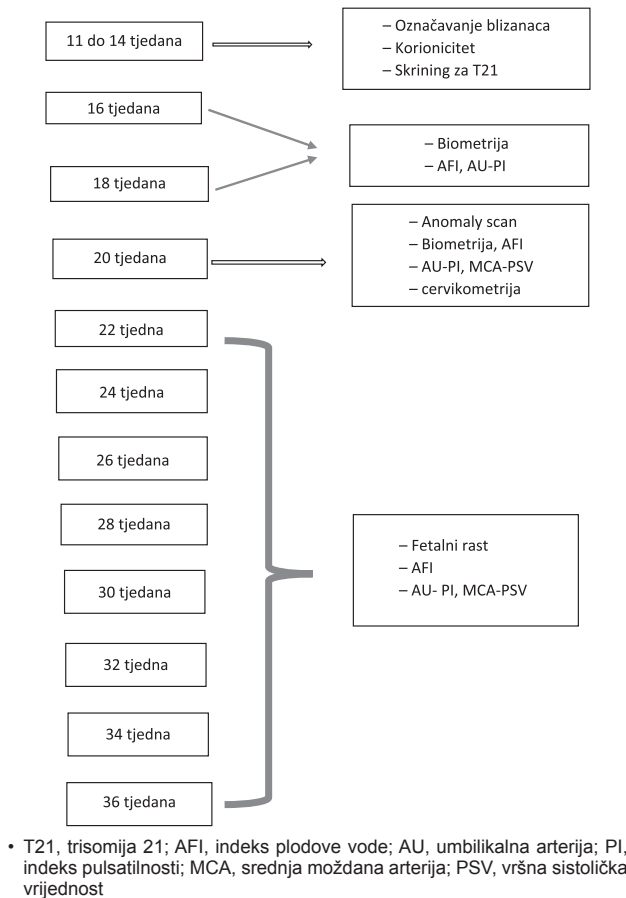 11 do 14 tjedana
– Označavanje blizanaca
– Korionicitet
– Skrining za T21
16 tjedana
18 tjedana
– Biometrija
– AFI, AU-PI
20 tjedana
– Anomaly scan
– Biometrija, AFI
– AU-PI, MCA-PSV
– cervikometrija
22 tjedna
24 tjedana
26 tjedana
28 tjedana
30 tjedana
32 tjedna
34 tjedna
36 tjedana
– Fetalni rast
– AFI
– AU- PI, MCA-PSV
• T21, trisomija 21; AFI, indeks plodove vode; AU, umbilikalna arterija; PI,
indeks pulsatilnosti; MCA, srednja moždana arterija; PSV, vršna sistolička
vrijednost